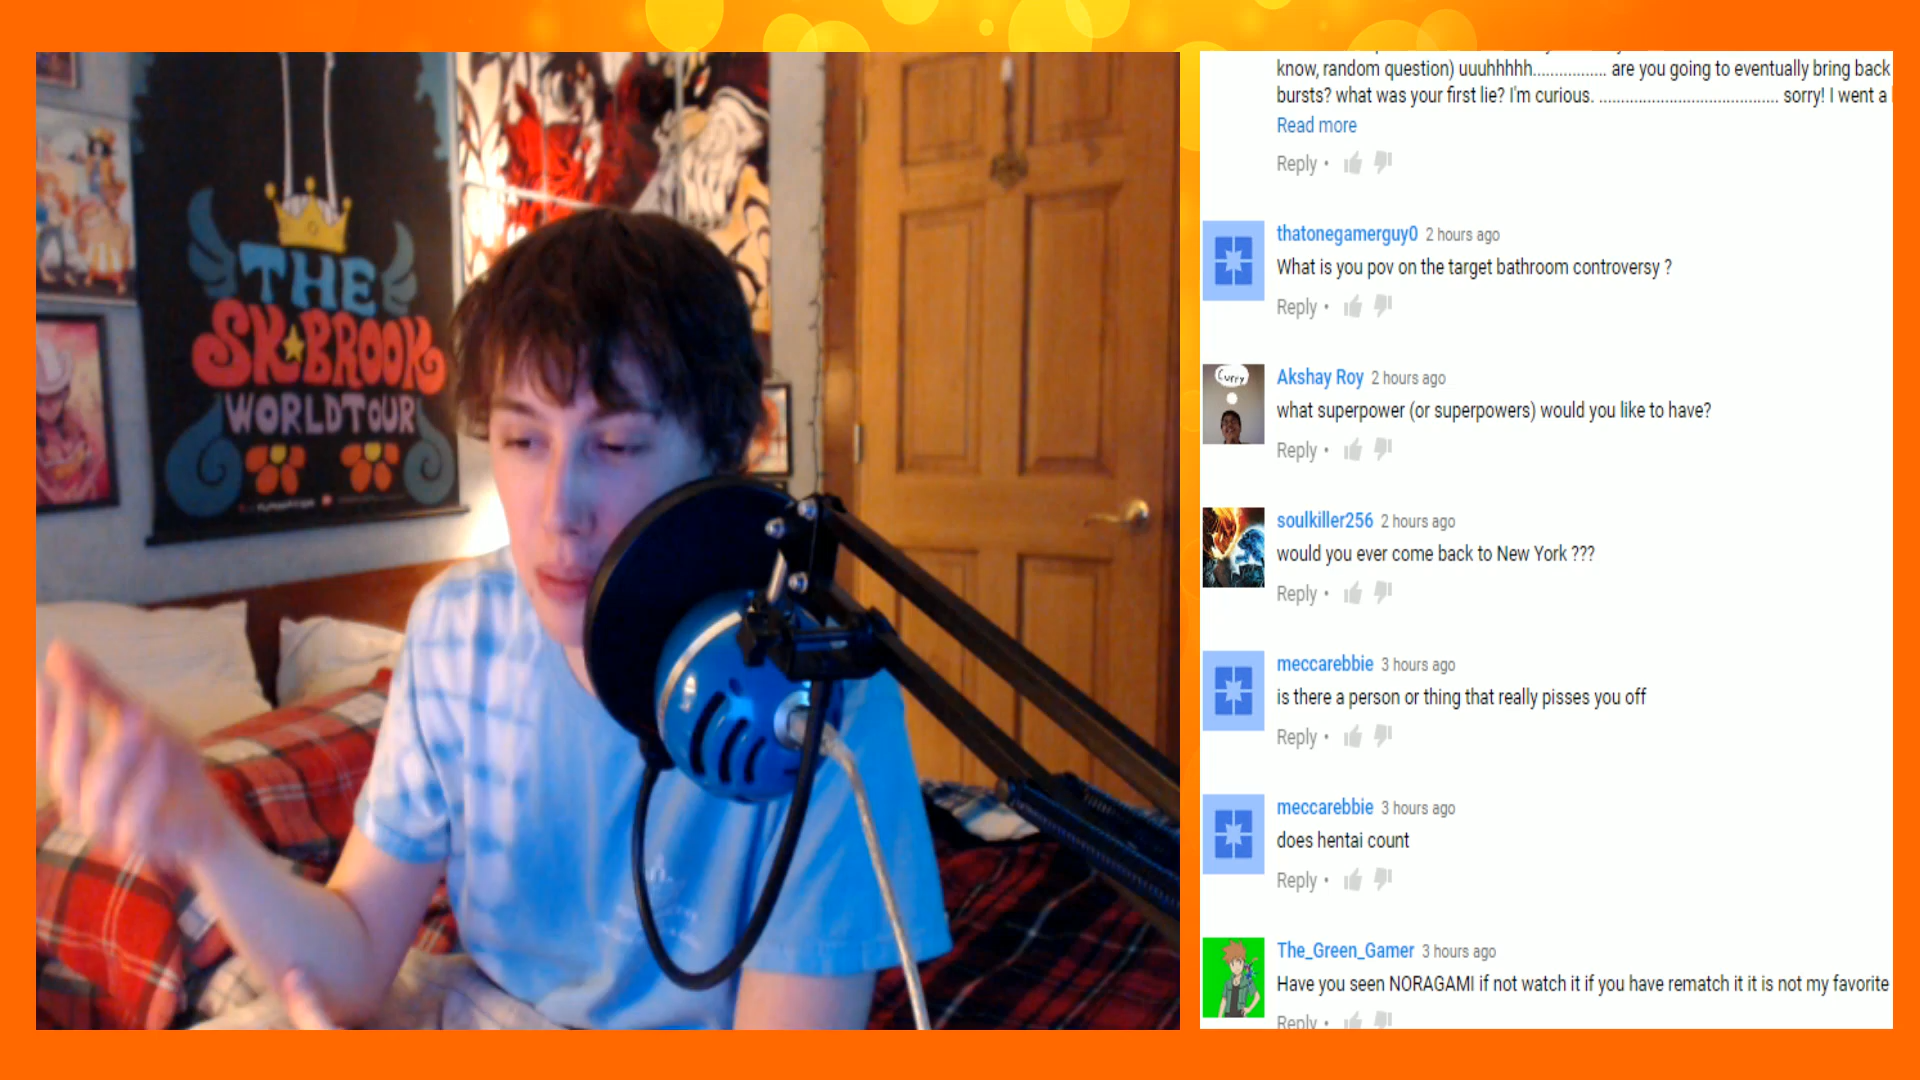 THE
SK★BROOK
WORLD TOUR
know, random question) uuuhhhhh................. are you going to eventually bring back
bursts? what was your first lie? I'm curious. ......................................... sorry! I went a
Read more
Reply •
thatonegamerguy0 2 hours ago
What is you pov on the target bathroom controversy ?
Reply •
Curry
Akshay Roy 2 hours ago
what superpower (or superpowers) would you like to have?
Reply •
soulkiller256 2 hours ago
would you ever come back to New York ???
Reply •
meccarebbie 3 hours ago
is there a person or thing that really pisses you off
Reply •
meccarebbie 3 hours ago
does hentai count
Reply •
The_Green_Gamer 3 hours ago
Have you seen NORAGAMI if not watch it if you have rematch it it is not my favorite
Reply •